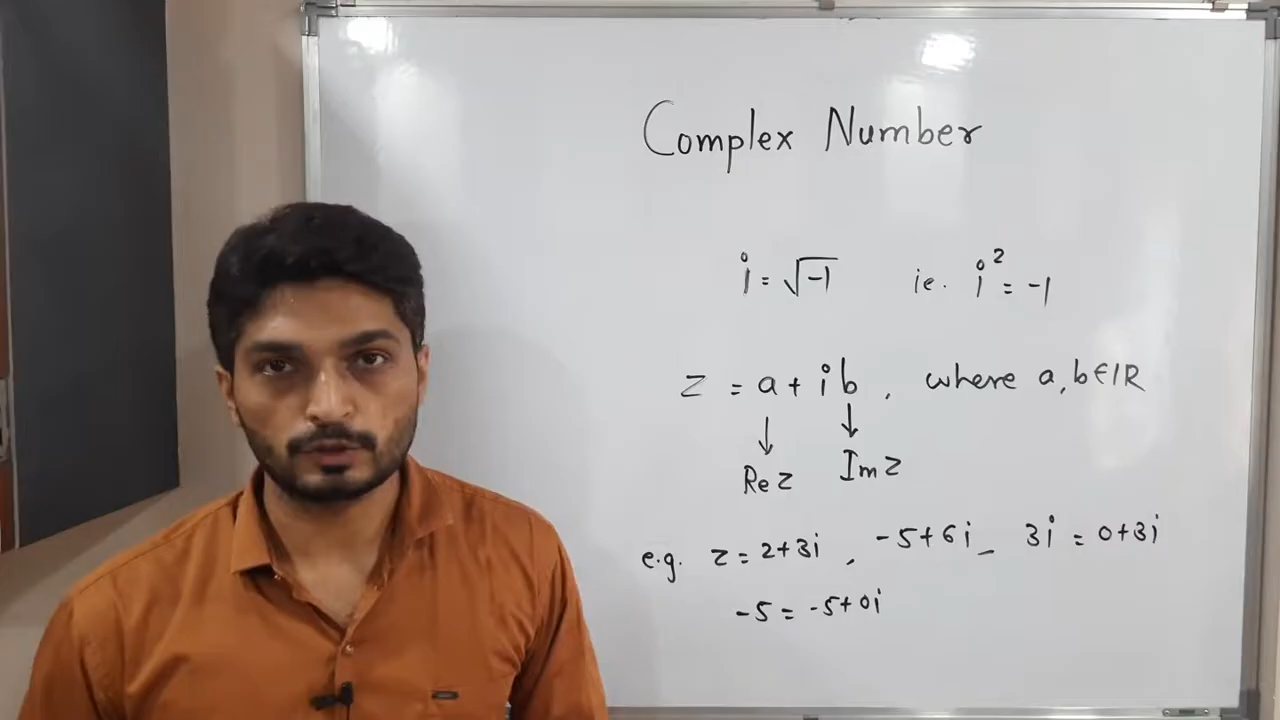 Complex Number
i = √-1 ie. i² = -1
z = a + ib, where a, b ∈ IR
↓ ↓
Re z Im z
e.g. z = 2+3i, -5+6i, 3i = 0+3i
-5 = -5+0i